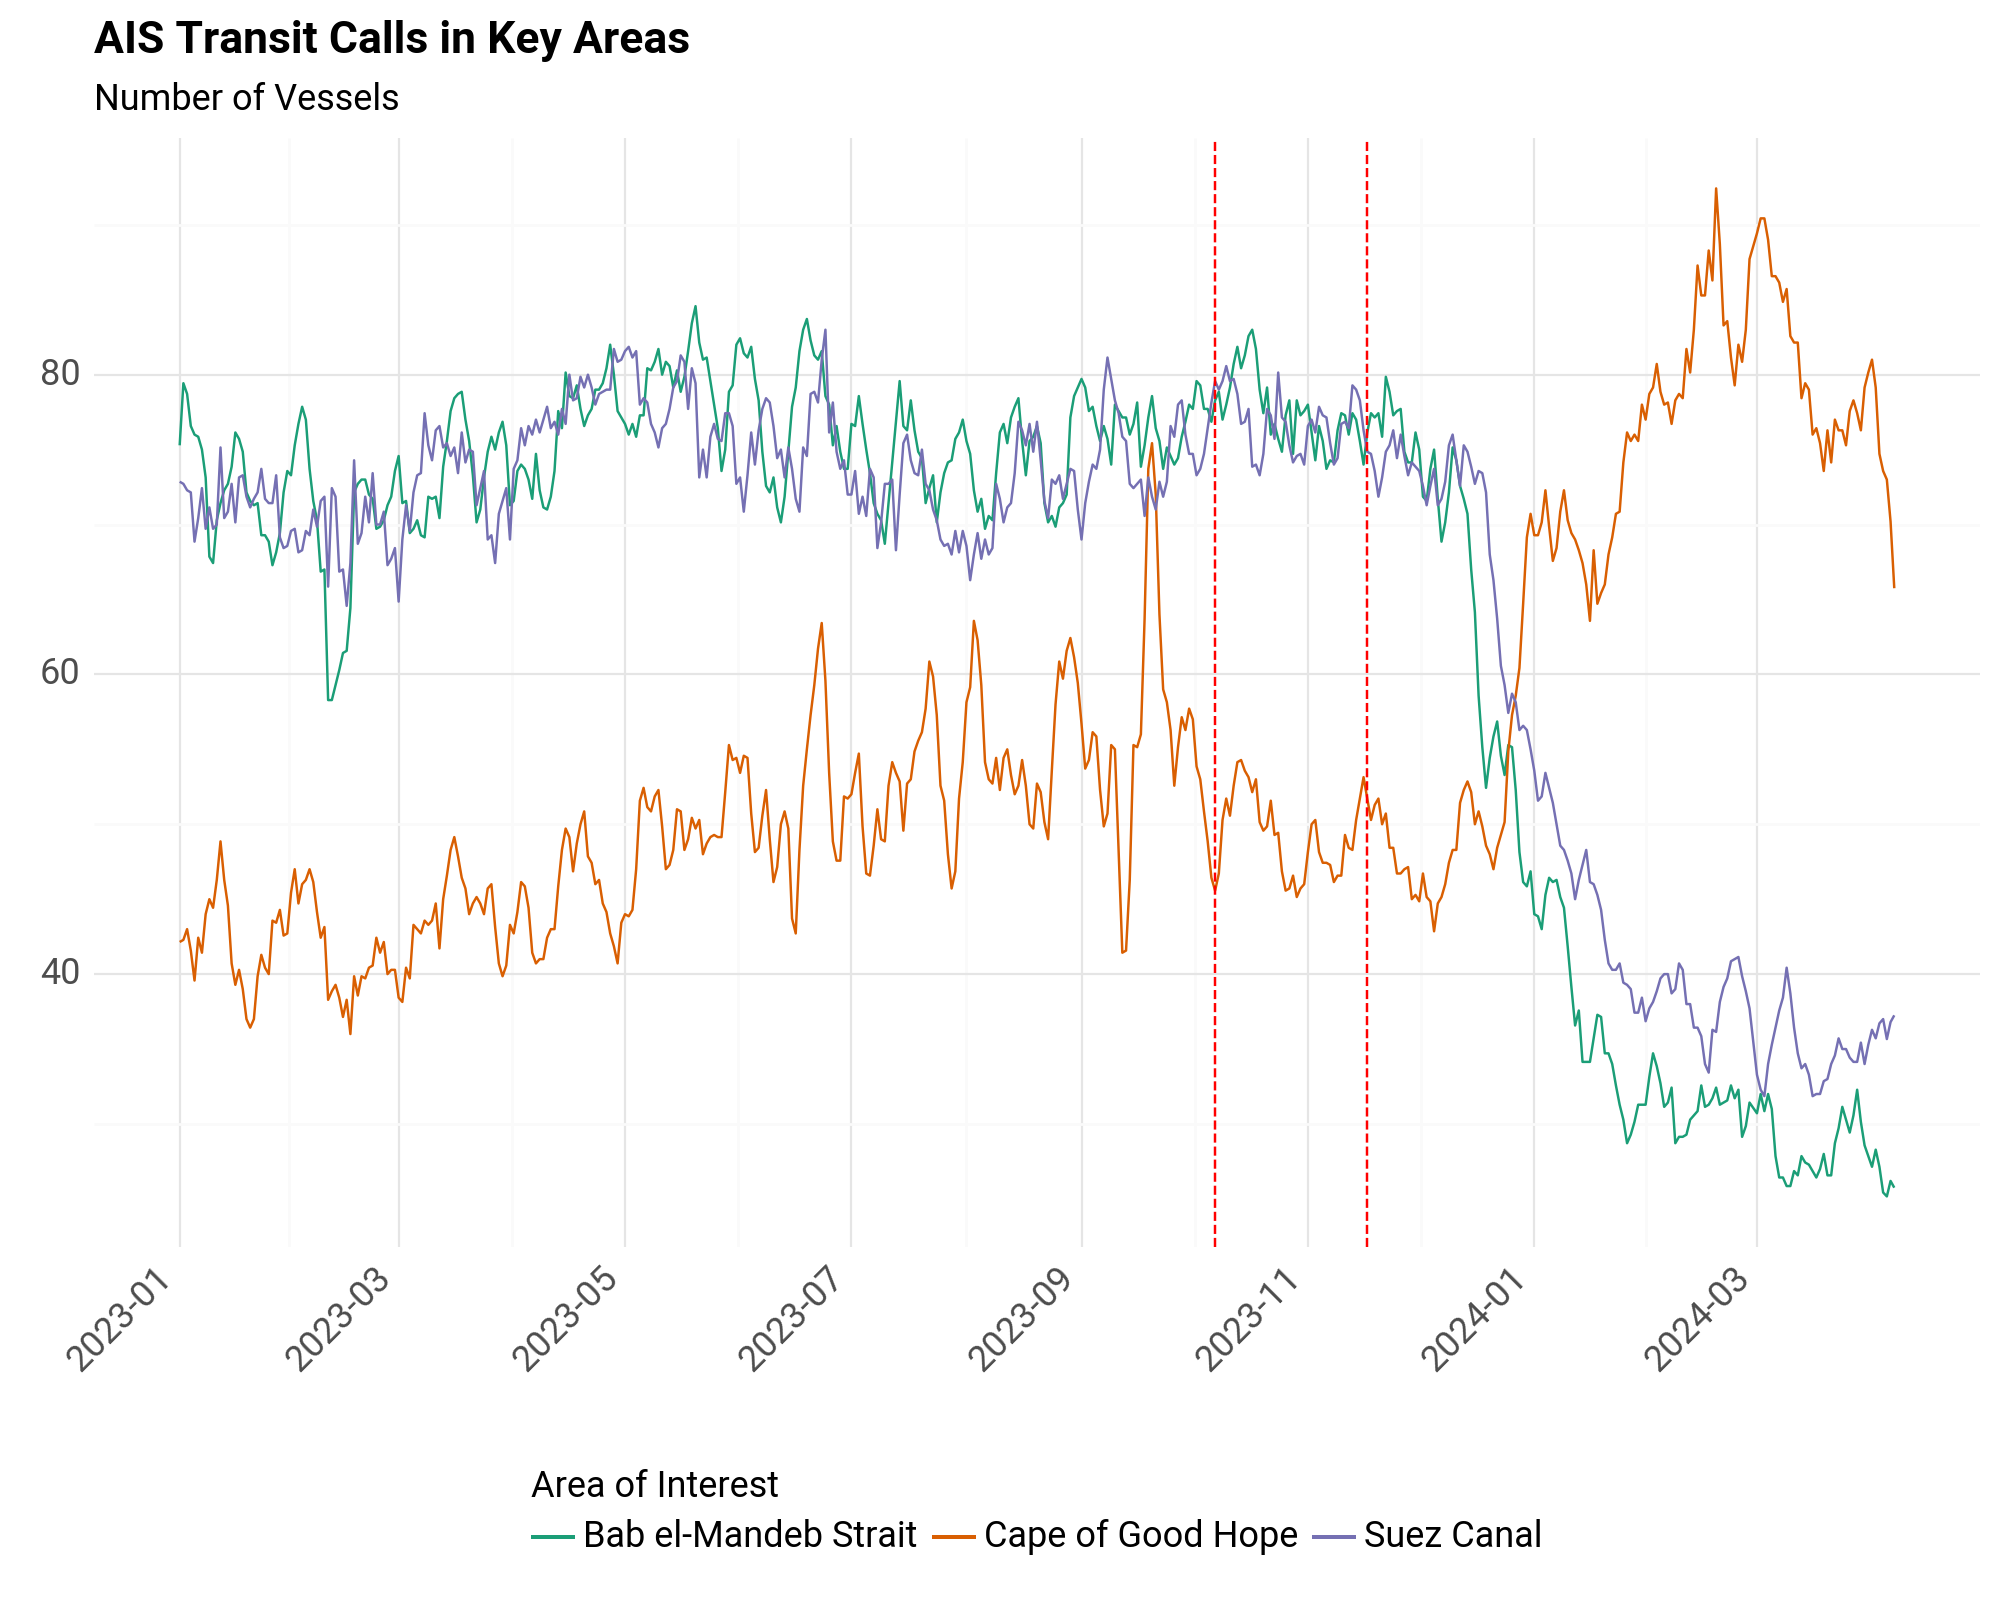 AIS Transit Calls in Key Areas
Number of Vessels
80
60
40
2023-01
2023-03
2023-05
2023-07
2023-09
2023-11
2024-01
2024-03
Area of Interest
Bab el-Mandeb Strait Cape of Good Hope Suez Canal